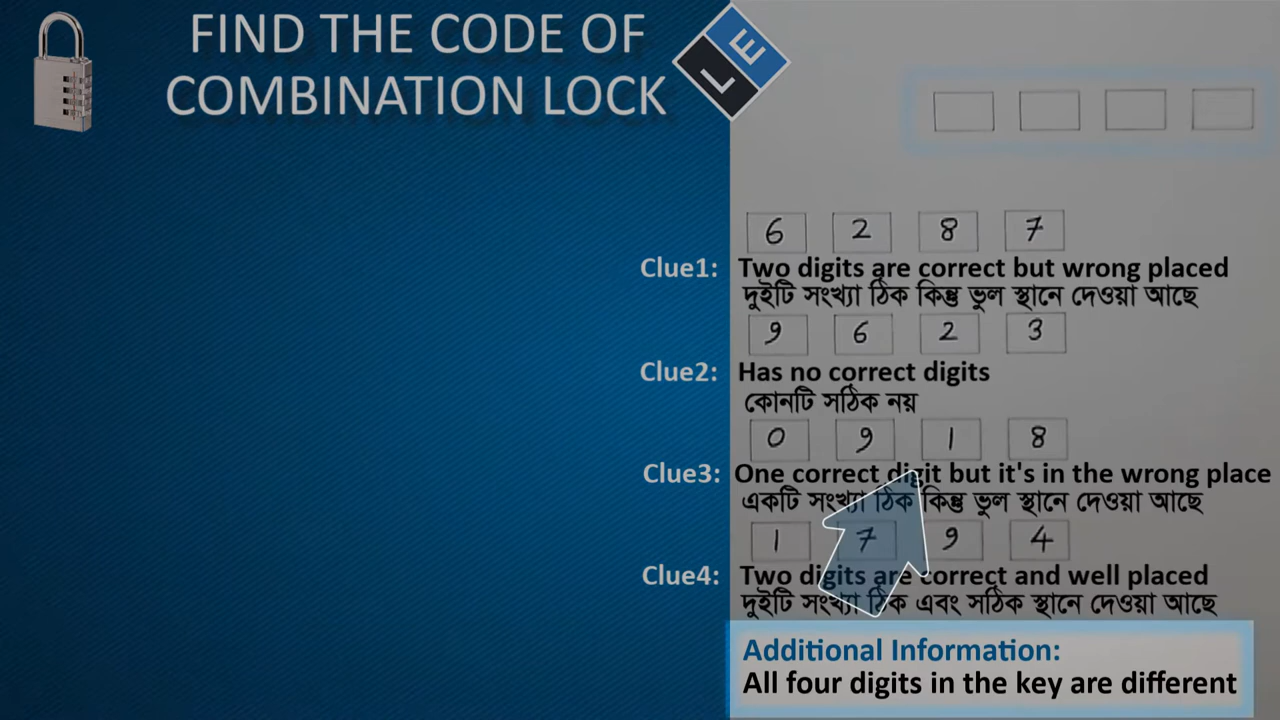 FIND THE CODE OF
COMBINATION LOCK
L E
6 2 8 7
Clue1: Two digits are correct but wrong placed
দুইটি সংখ্যা ঠিক কিন্তু ভুল স্থানে দেওয়া আছে
9 6 2 3
Clue2: Has no correct digits
কোনটি সঠিক নয়
0 9 1 8
Clue3: One correct digit but it's in the wrong place
একটি সংখ্যা ঠিক কিন্তু ভুল স্থানে দেওয়া আছে
1 7 9 4
Clue4: Two digits are correct and well placed
দুইটি সংখ্যা ঠিক এবং সঠিক স্থানে দেওয়া আছে
Additional Information:
All four digits in the key are different